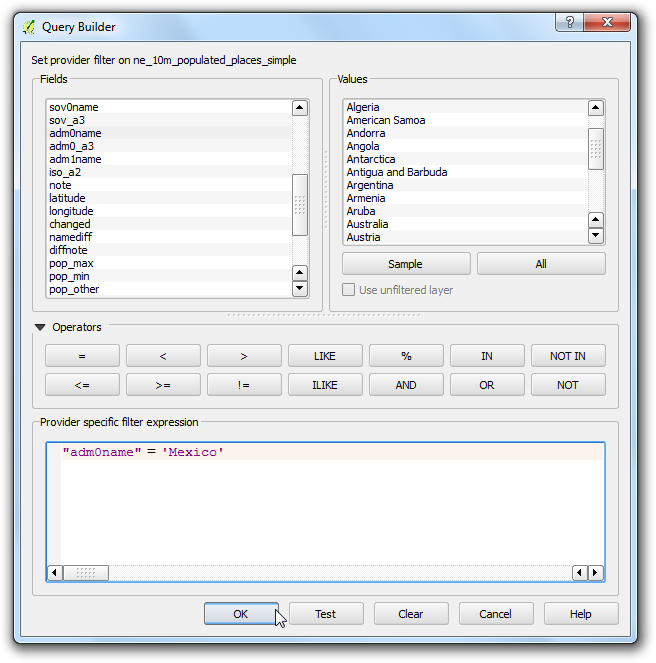 Query Builder
Set provider filter on ne_10m_populated_places_simple
Fields
sov0name
sov_a3
adm0name
adm0_a3
adm1name
iso_a2
note
latitude
longitude
changed
namediff
diffnote
pop_max
pop_min
pop_other
Values
Algeria
American Samoa
Andorra
Angola
Antarctica
Antigua and Barbuda
Argentina
Armenia
Aruba
Australia
Austria
Sample All
Use unfiltered layer
Operators
= < > LIKE % IN NOT IN
<= >= != ILIKE AND OR NOT
Provider specific filter expression
"adm0name" = 'Mexico'
OK Test Clear Cancel Help